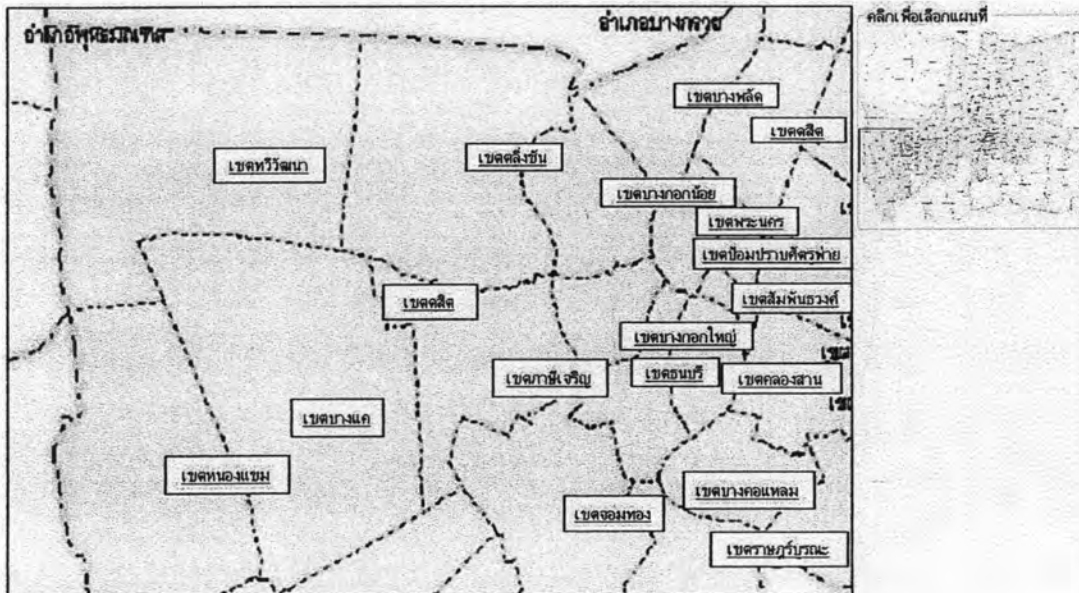 อำเภอพุทธมณฑล
อำเภอบางกรวย
คลิกเพื่อเลือกแผนที่
เขตบางพลัด
เขตดุสิต
เขตทวีวัฒนา
เขตตลิ่งชัน
เขตบางกอกน้อย
เขตพระนคร
เขตป้อมปราบศัตรูพ่าย
เขตดุสิต
เขตสัมพันธวงศ์
เขตบางกอกใหญ่
เขตภาษีเจริญ
เขตธนบุรี
เขตคลองสาน
เขตบางแค
เขตหนองแขม
เขตบางคอแหลม
เขตจอมทอง
เขตราษฎร์บูรณะ